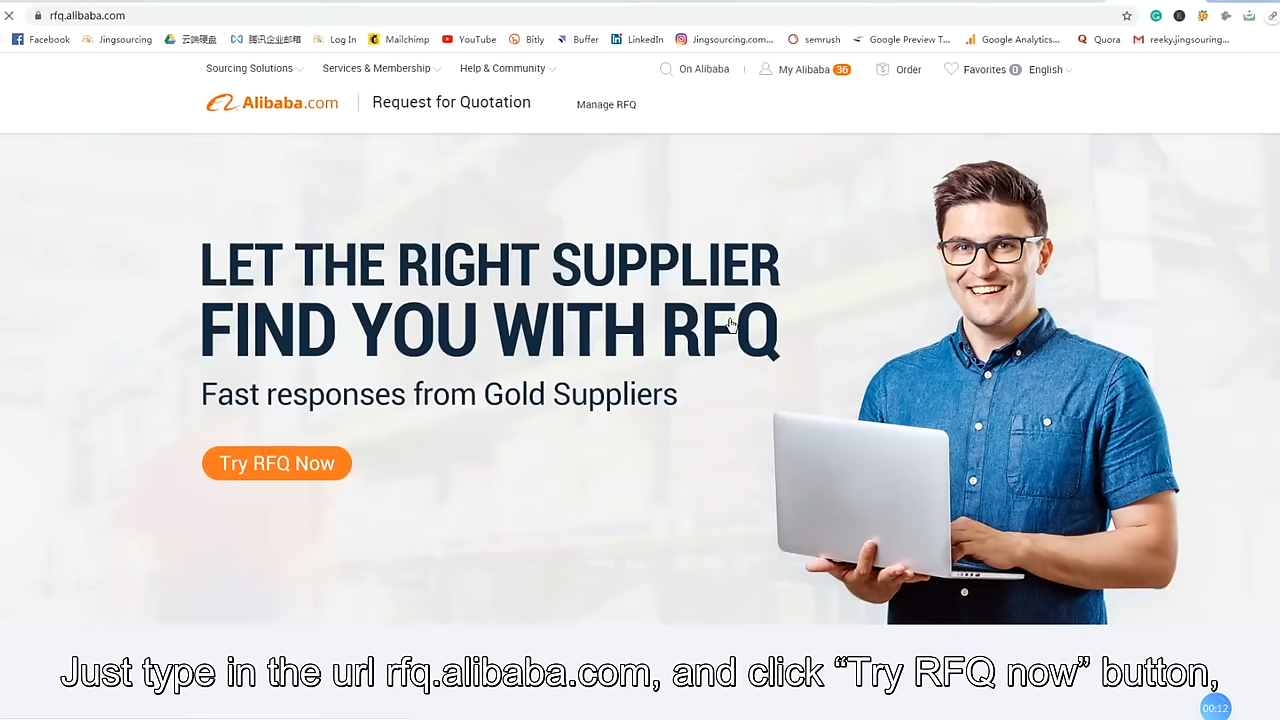 rfq.alibaba.com
Facebook Jingsourcing 云端硬盘 腾讯企业邮箱 Log In Mailchimp YouTube Bitly Buffer LinkedIn Jingsourcing.com... semrush Google Preview T... Google Analytics... Quora reeky.jingsouring...
Sourcing Solutions Services & Membership Help & Community On Alibaba My Alibaba 36 Order Favorites 0 English
Alibaba.com Request for Quotation Manage RFQ
LET THE RIGHT SUPPLIER
FIND YOU WITH RFQ
Fast responses from Gold Suppliers
Try RFQ Now
Just type in the url rfq.alibaba.com, and click “Try RFQ now” button,
00:12